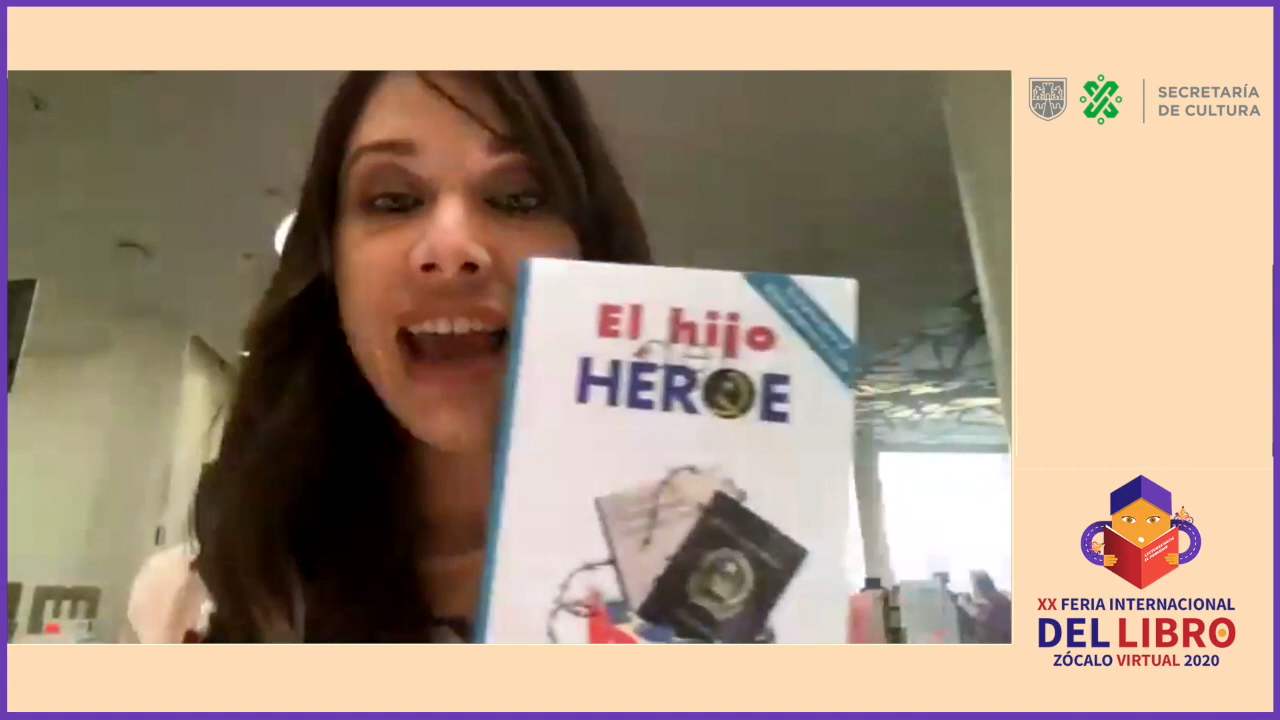 SECRETARÍA
DE CULTURA
El hijo
HÉROE
XX FERIA INTERNACIONAL
DEL LIBRO
ZÓCALO VIRTUAL 2020